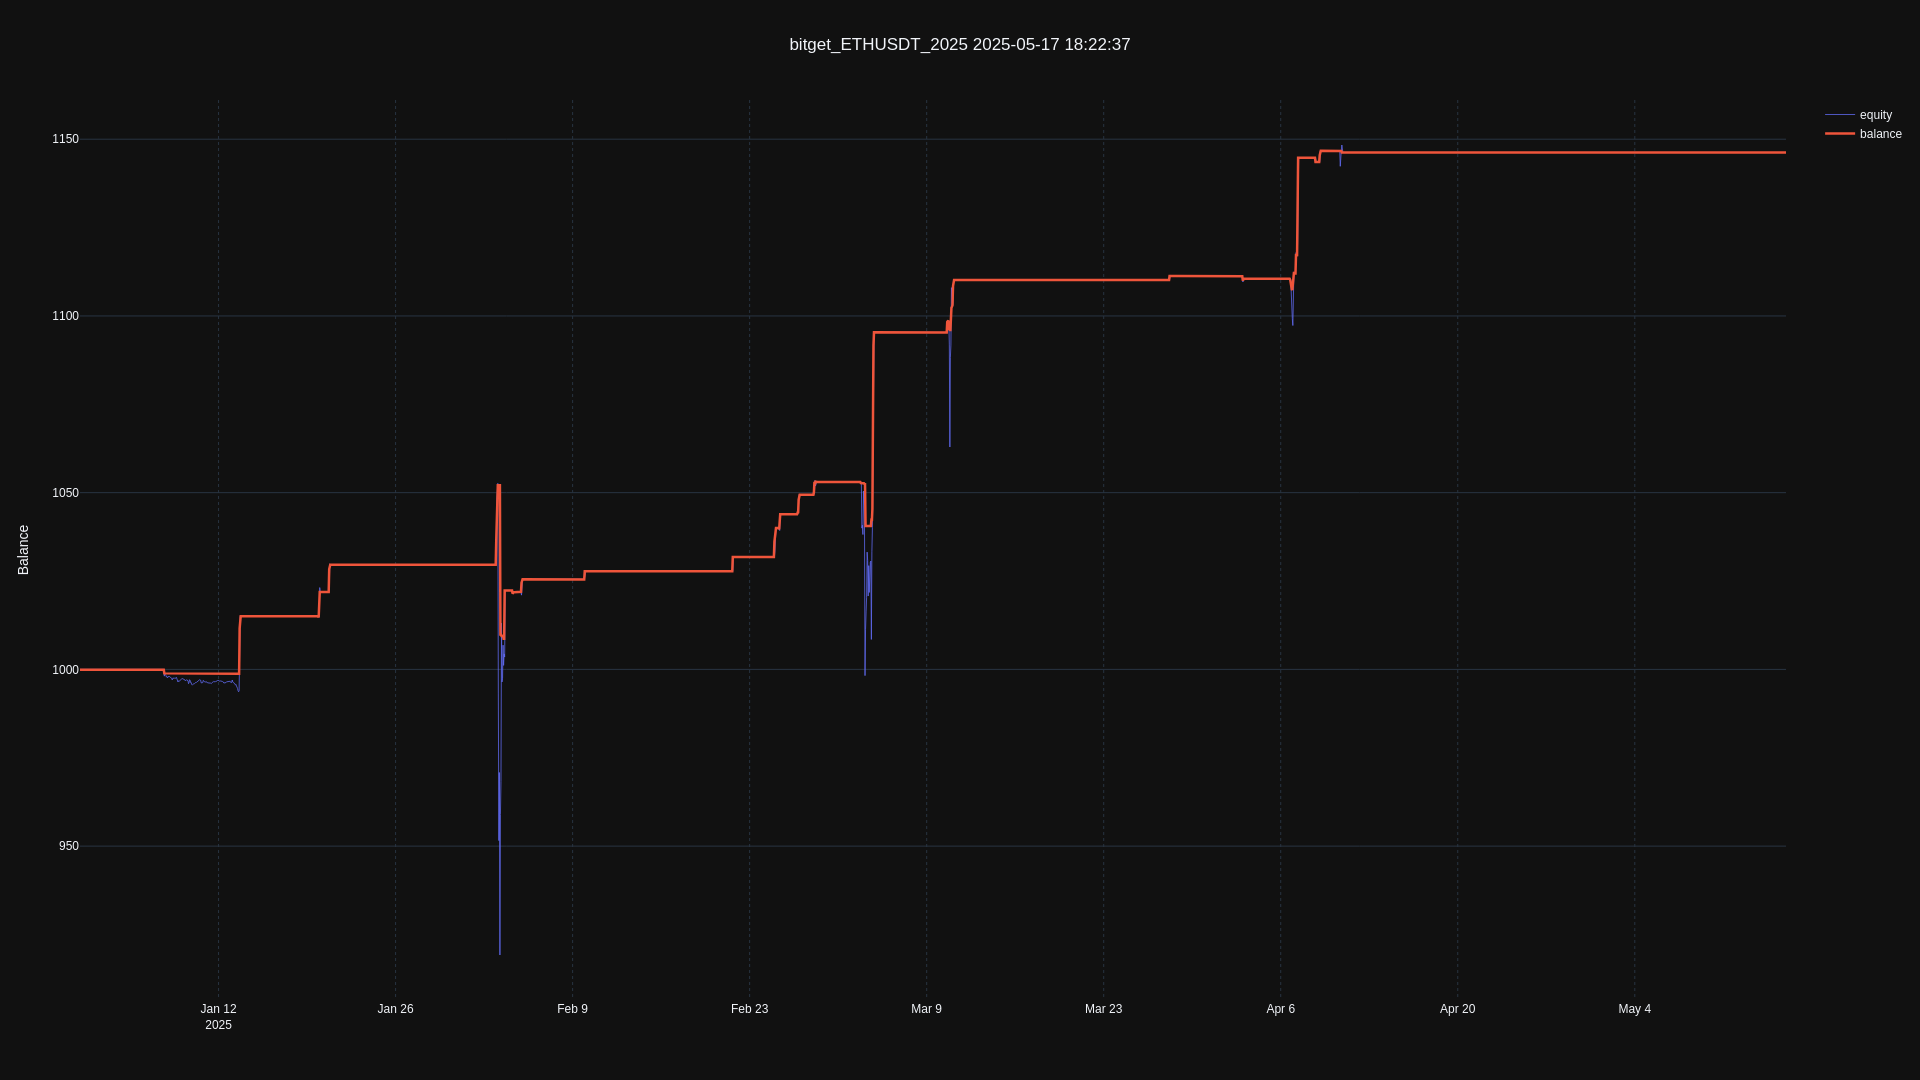 bitget_ETHUSDT_2025 2025-05-17 18:22:37
equity
balance
Balance
1150
1100
1050
1000
950
Jan 12
2025
Jan 26
Feb 9
Feb 23
Mar 9
Mar 23
Apr 6
Apr 20
May 4